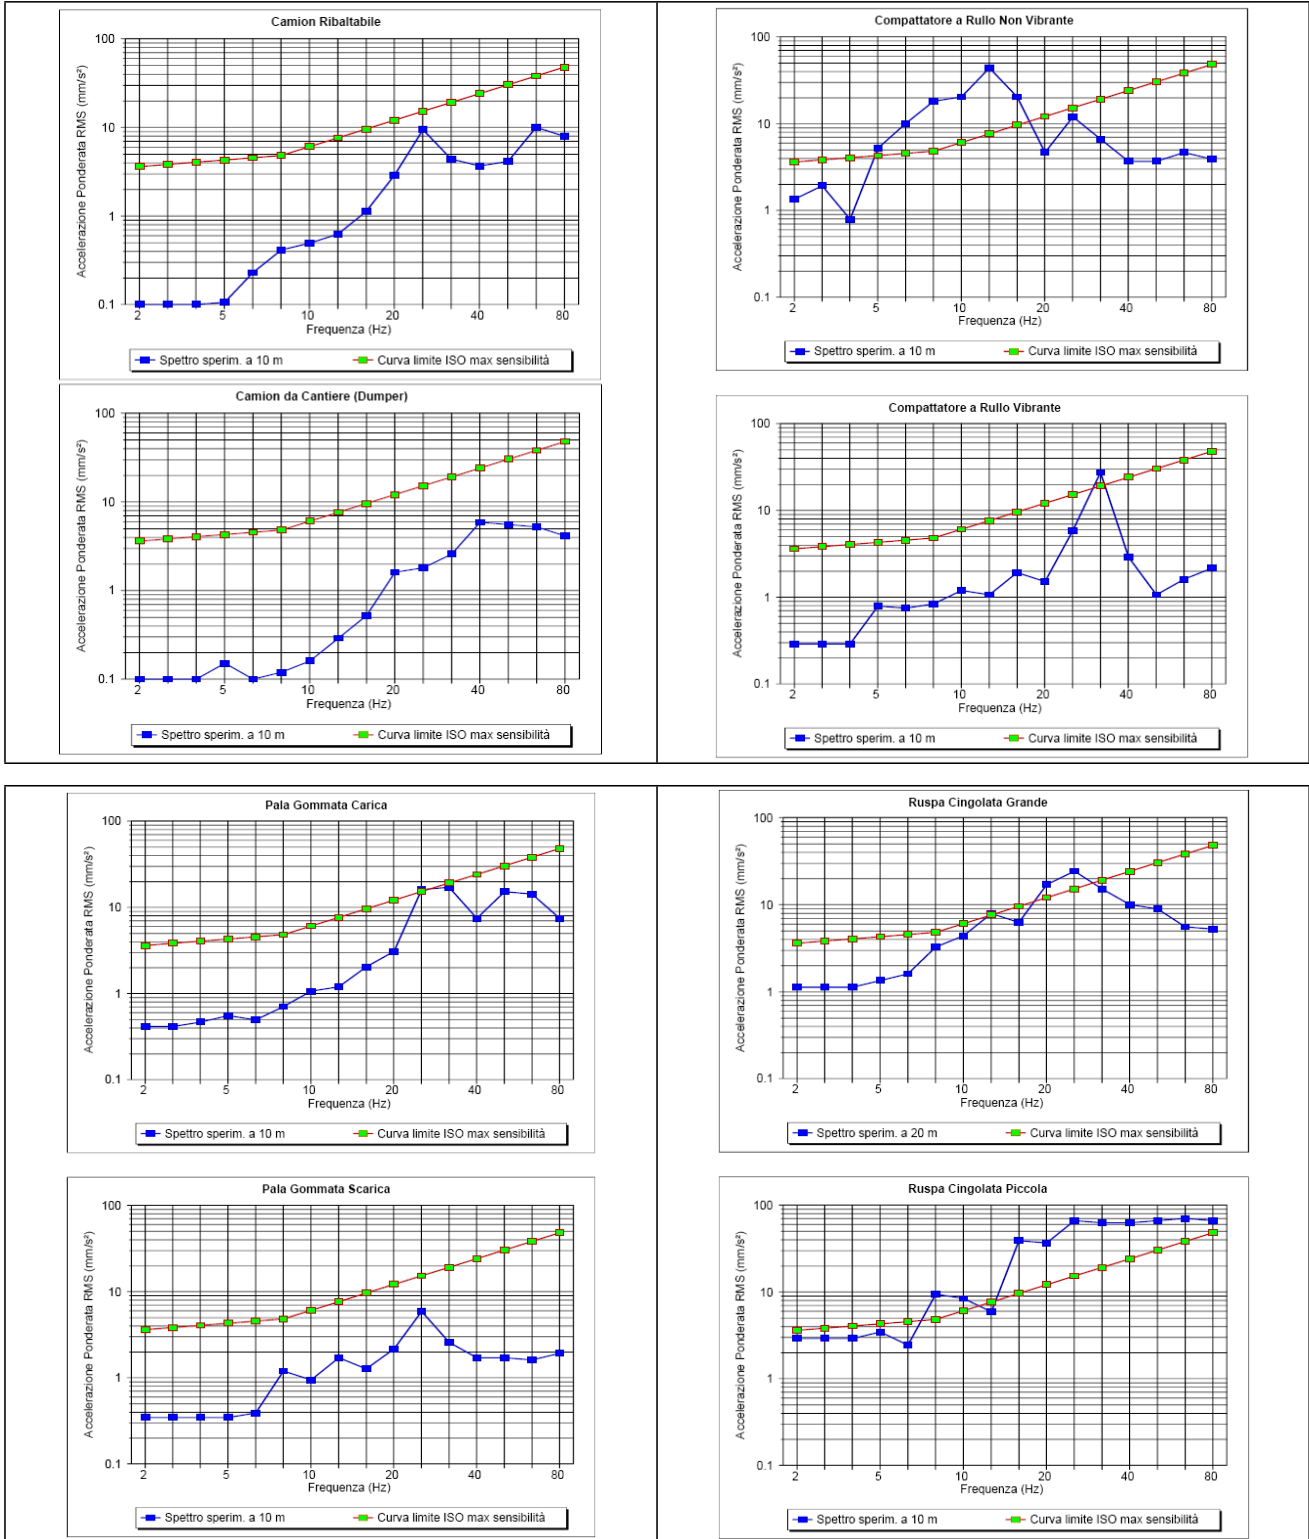 Camion Ribaltabile
Accelerazione Ponderata RMS (mm/s²)
100
10
1
0.1
2 5 10 20 40 80
Frequenza (Hz)
Spettro sperim. a 10 m Curva limite ISO max sensibilità
Camion da Cantiere (Dumper)
Accelerazione Ponderata RMS (mm/s²)
100
10
1
0.1
2 5 10 20 40 80
Frequenza (Hz)
Spettro sperim. a 10 m Curva limite ISO max sensibilità
Compattatore a Rullo Non Vibrante
Accelerazione Ponderata RMS (mm/s²)
100
10
1
0.1
2 5 10 20 40 80
Frequenza (Hz)
Spettro sperim. a 10 m Curva limite ISO max sensibilità
Compattatore a Rullo Vibrante
Accelerazione Ponderata RMS (mm/s²)
100
10
1
0.1
2 5 10 20 40 80
Frequenza (Hz)
Spettro sperim. a 10 m Curva limite ISO max sensibilità
Pala Gommata Carica
Accelerazione Ponderata RMS (mm/s²)
100
10
1
0.1
2 5 10 20 40 80
Frequenza (Hz)
Spettro sperim. a 10 m Curva limite ISO max sensibilità
Pala Gommata Scarica
Accelerazione Ponderata RMS (mm/s²)
100
10
1
0.1
2 5 10 20 40 80
Frequenza (Hz)
Spettro sperim. a 10 m Curva limite ISO max sensibilità
Ruspa Cingolata Grande
Accelerazione Ponderata RMS (mm/s²)
100
10
1
0.1
2 5 10 20 40 80
Frequenza (Hz)
Spettro sperim. a 20 m Curva limite ISO max sensibilità
Ruspa Cingolata Piccola
Accelerazione Ponderata RMS (mm/s²)
100
10
1
0.1
2 5 10 20 40 80
Frequenza (Hz)
Spettro sperim. a 10 m Curva limite ISO max sensibilità